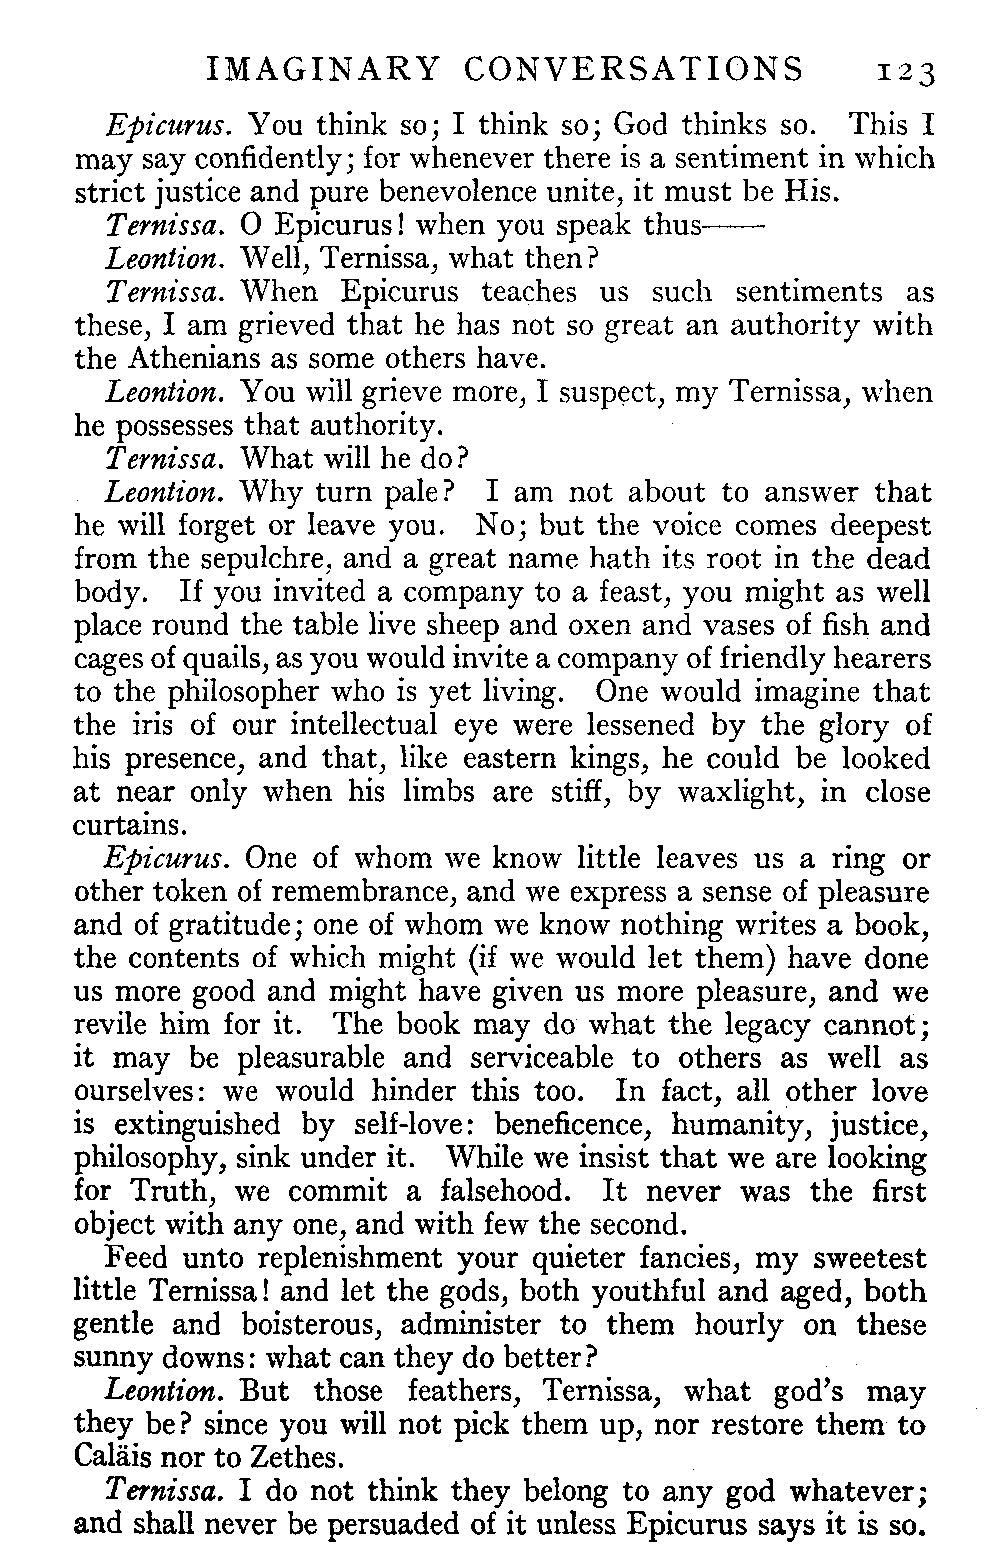 IMAGINARY CONVERSATIONS 123
Epicurus. You think so; I think so; God thinks so. This I
may say confidently; for whenever there is a sentiment in which
strict justice and pure benevolence unite, it must be His.
Ternissa. O Epicurus! when you speak thus——
Leontion. Well, Ternissa, what then?
Ternissa. When Epicurus teaches us such sentiments as
these, I am grieved that he has not so great an authority with
the Athenians as some others have.
Leontion. You will grieve more, I suspect, my Ternissa, when
he possesses that authority.
Ternissa. What will he do?
Leontion. Why turn pale? I am not about to answer that
he will forget or leave you. No; but the voice comes deepest
from the sepulchre, and a great name hath its root in the dead
body. If you invited a company to a feast, you might as well
place round the table live sheep and oxen and vases of fish and
cages of quails, as you would invite a company of friendly hearers
to the philosopher who is yet living. One would imagine that
the iris of our intellectual eye were lessened by the glory of
his presence, and that, like eastern kings, he could be looked
at near only when his limbs are stiff, by waxlight, in close
curtains.
Epicurus. One of whom we know little leaves us a ring or
other token of remembrance, and we express a sense of pleasure
and of gratitude; one of whom we know nothing writes a book,
the contents of which might (if we would let them) have done
us more good and might have given us more pleasure, and we
revile him for it. The book may do what the legacy cannot;
it may be pleasurable and serviceable to others as well as
ourselves: we would hinder this too. In fact, all other love
is extinguished by self-love: beneficence, humanity, justice,
philosophy, sink under it. While we insist that we are looking
for Truth, we commit a falsehood. It never was the first
object with any one, and with few the second.
Feed unto replenishment your quieter fancies, my sweetest
little Ternissa! and let the gods, both youthful and aged, both
gentle and boisterous, administer to them hourly on these
sunny downs: what can they do better?
Leontion. But those feathers, Ternissa, what god's may
they be? since you will not pick them up, nor restore them to
Caläis nor to Zethes.
Ternissa. I do not think they belong to any god whatever;
and shall never be persuaded of it unless Epicurus says it is so.